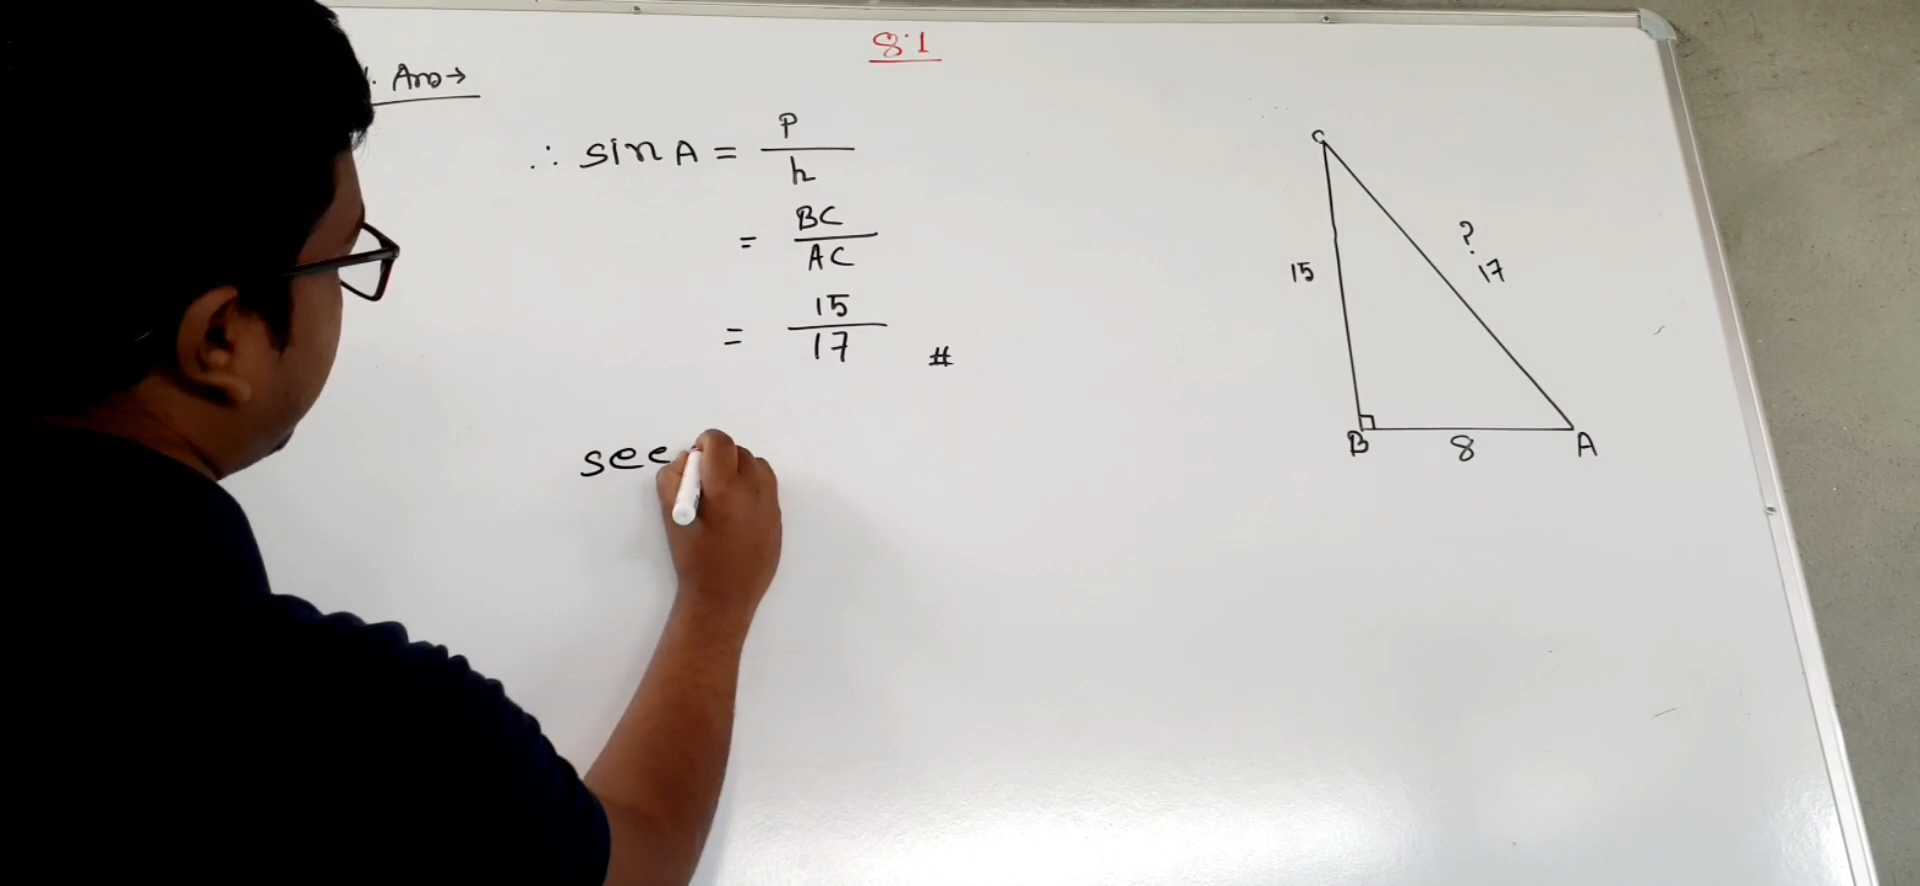 8.1
Ans →
∴ sin A = P / h
= BC / AC
= 15 / 17 #
sec
C
?
15 17
B 8 A